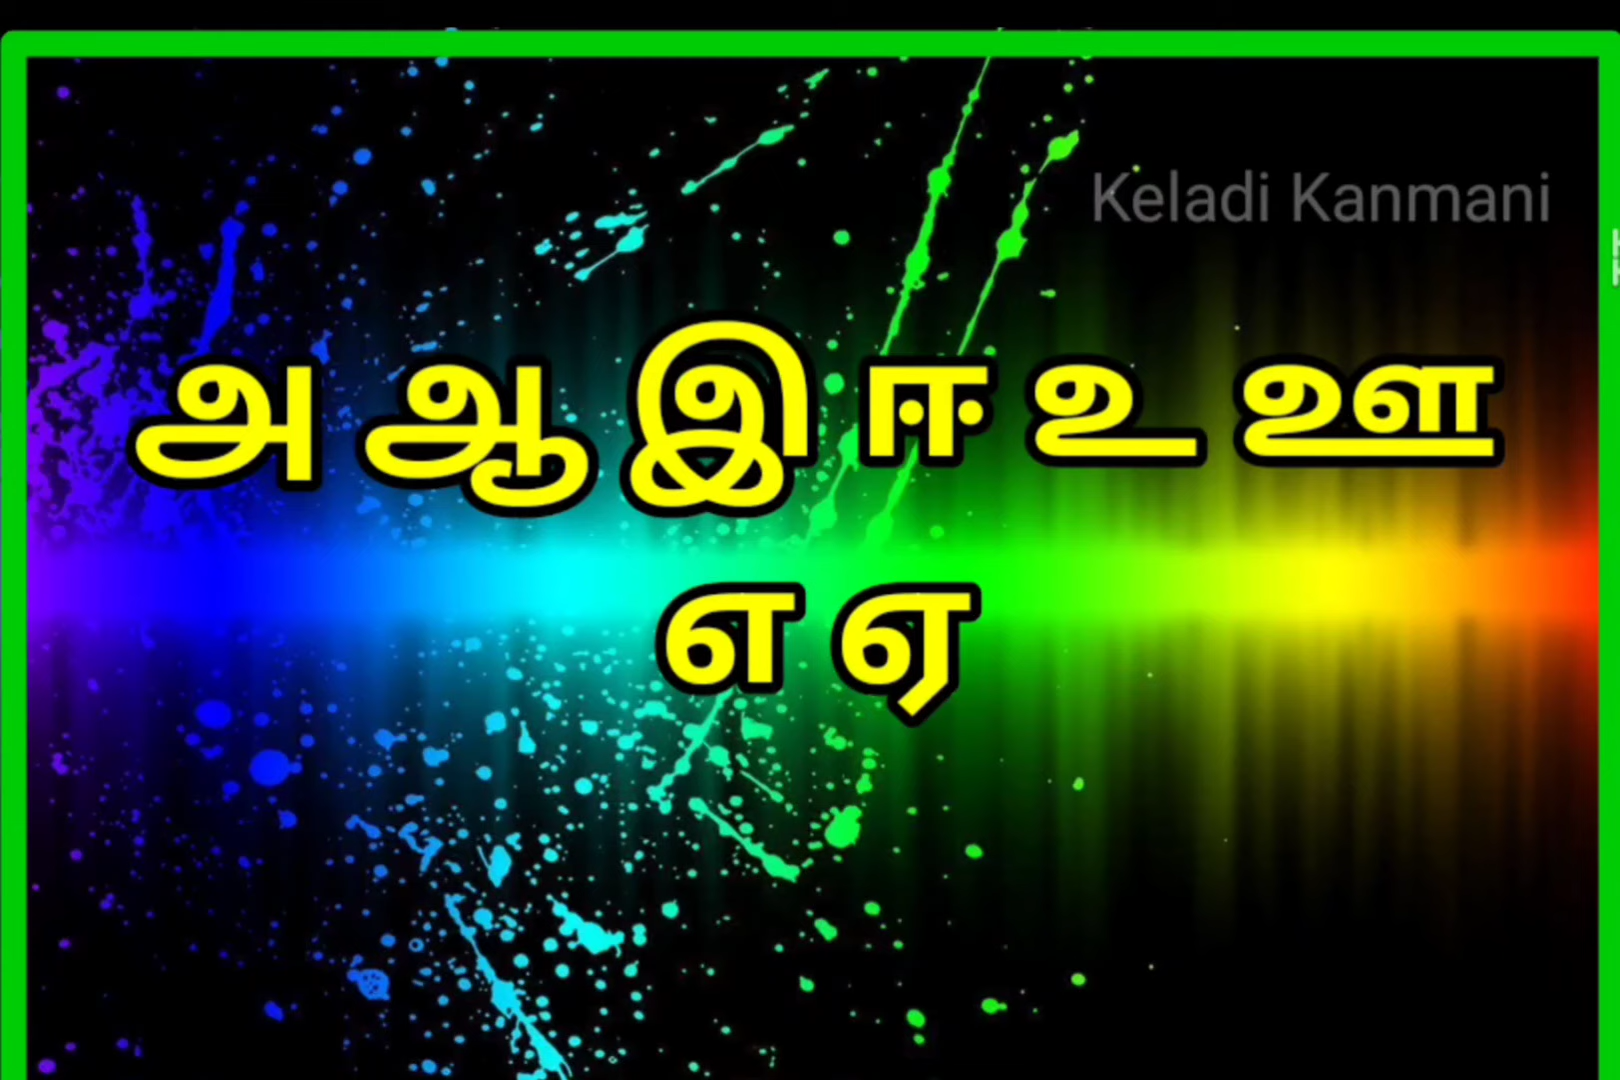 Keladi Kanmani
அ ஆ இ ஈ உ ஊ
எ ஏ